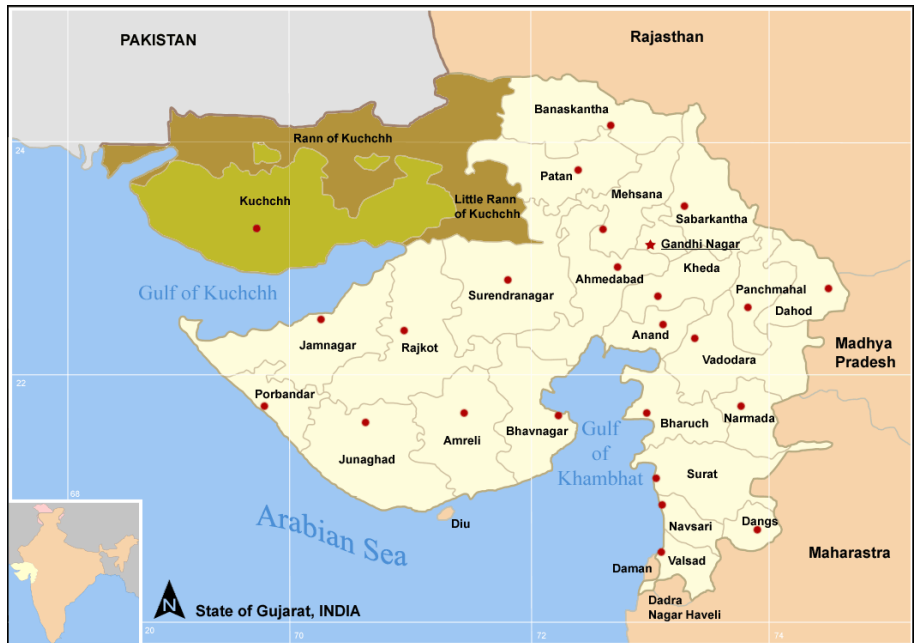 PAKISTAN
Rajasthan
Banaskantha
24
Rann of Kuchchh
Patan
Mehsana
Kuchchh
Little Rann
of Kuchchh
Sabarkantha
Gandhi Nagar
Kheda
Ahmedabad
Gulf of Kuchchh
Surendranagar
Panchmahal
Dahod
Jamnagar
Rajkot
Anand
Vadodara
Madhya
Pradesh
22
Porbandar
Narmada
Bharuch
Bhavnagar
Amreli
Junaghad
Gulf
of
Khambhat
Surat
68
Arabian Sea
Diu
Navsari
Dangs
Maharastra
Valsad
Daman
Dadra
Nagar Haveli
N
State of Gujarat, INDIA
20
70
72
74